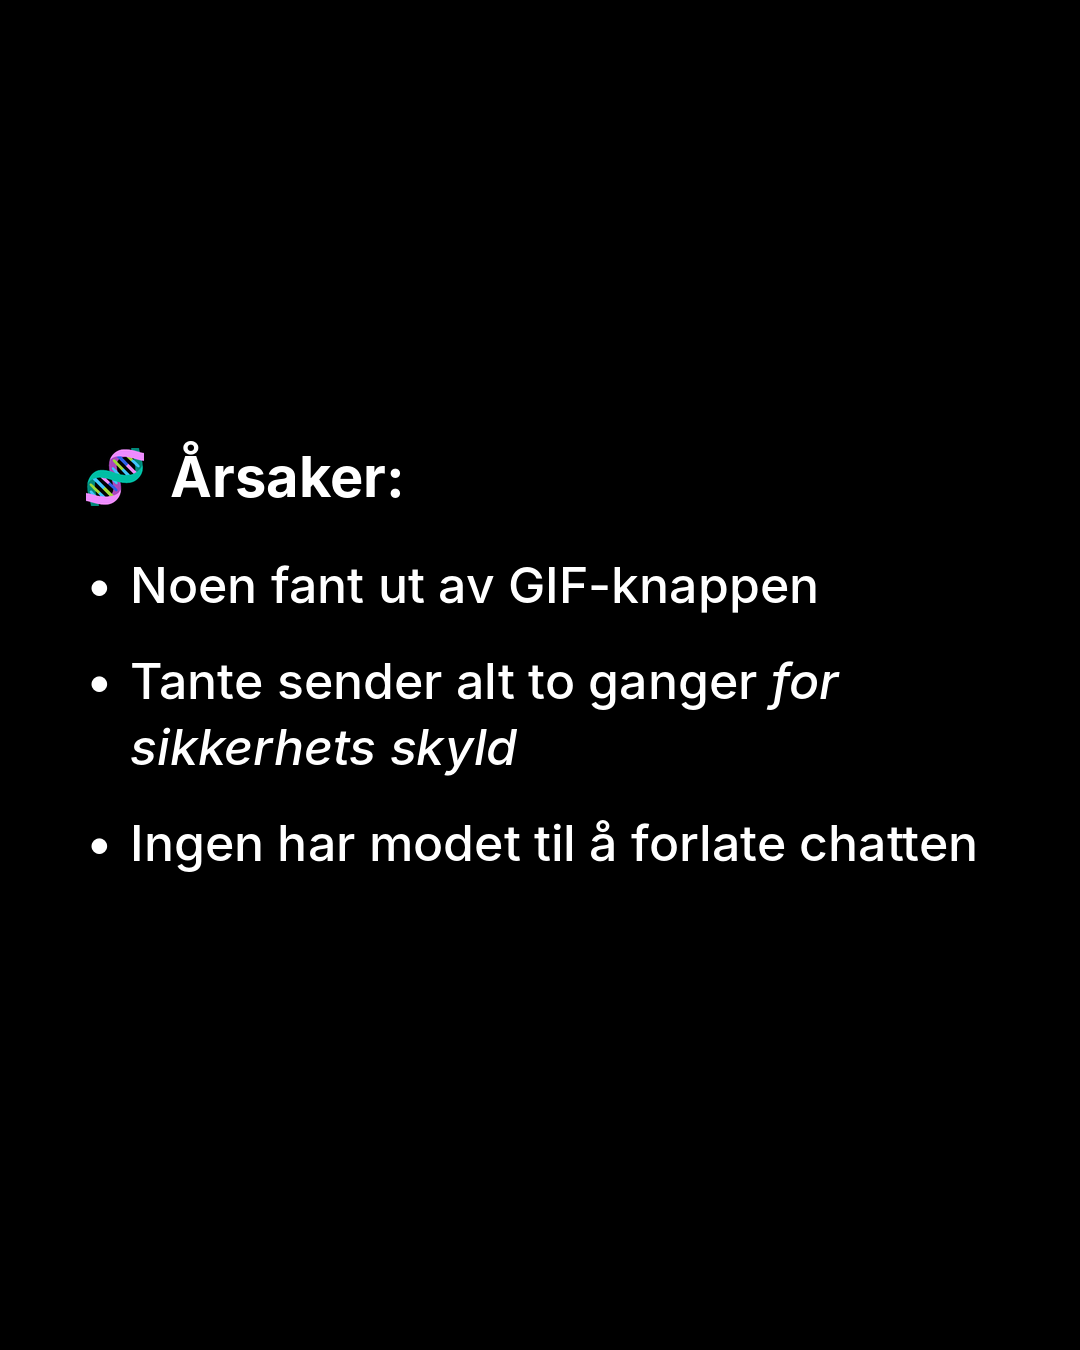 🧬 Årsaker:
• Noen fant ut av GIF-knappen
• Tante sender alt to ganger for
sikkerhets skyld
• Ingen har modet til å forlate chatten